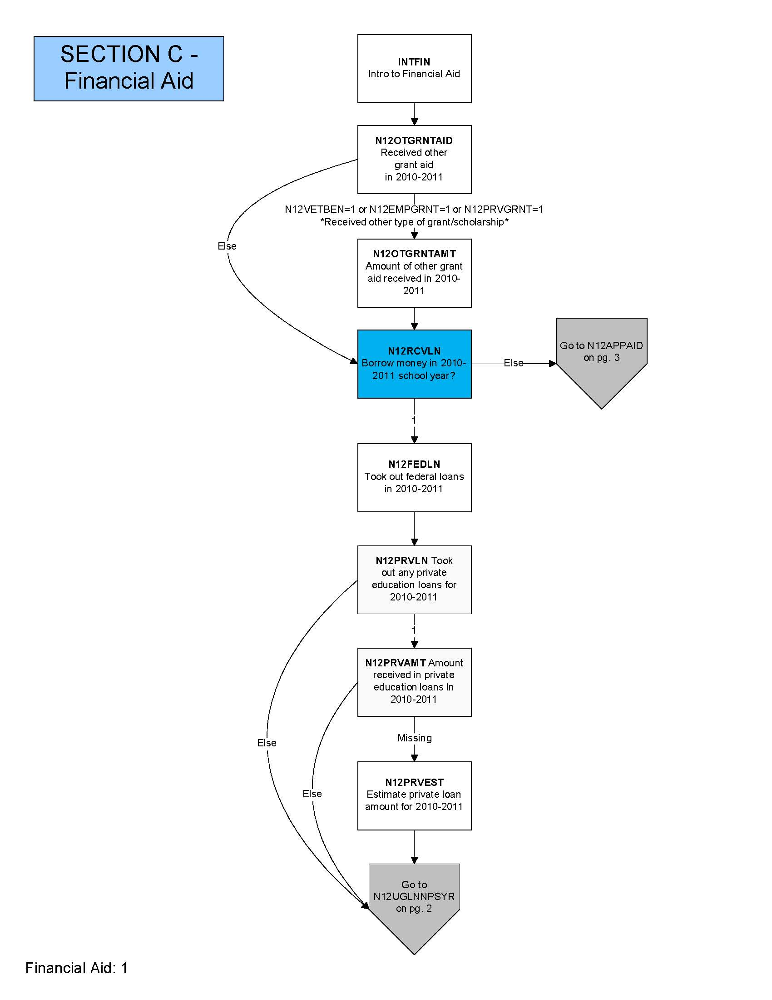 SECTION C -
Financial Aid
INTFIN
Intro to Financial Aid
N12OTGRNTAID
Received other
grant aid
in 2010-2011
N12VETBEN=1 or N12EMPGRNT=1 or N12PRVGRNT=1
*Received other type of grant/scholarship*
Else
N12OTGRNTAMT
Amount of other grant
aid received in 2010-
2011
N12RCVLN
Borrow money in 2010-
2011 school year?
Else
Go to N12APPAID
on pg. 3
1
N12FEDLN
Took out federal loans
in 2010-2011
N12PRVLN Took
out any private
education loans for
2010-2011
1
N12PRVAMT Amount
received in private
education loans In
2010-2011
Missing
Else
N12PRVEST
Estimate private loan
amount for 2010-2011
Else
Go to
N12UGLNNPSYR
on pg. 2
Financial Aid: 1